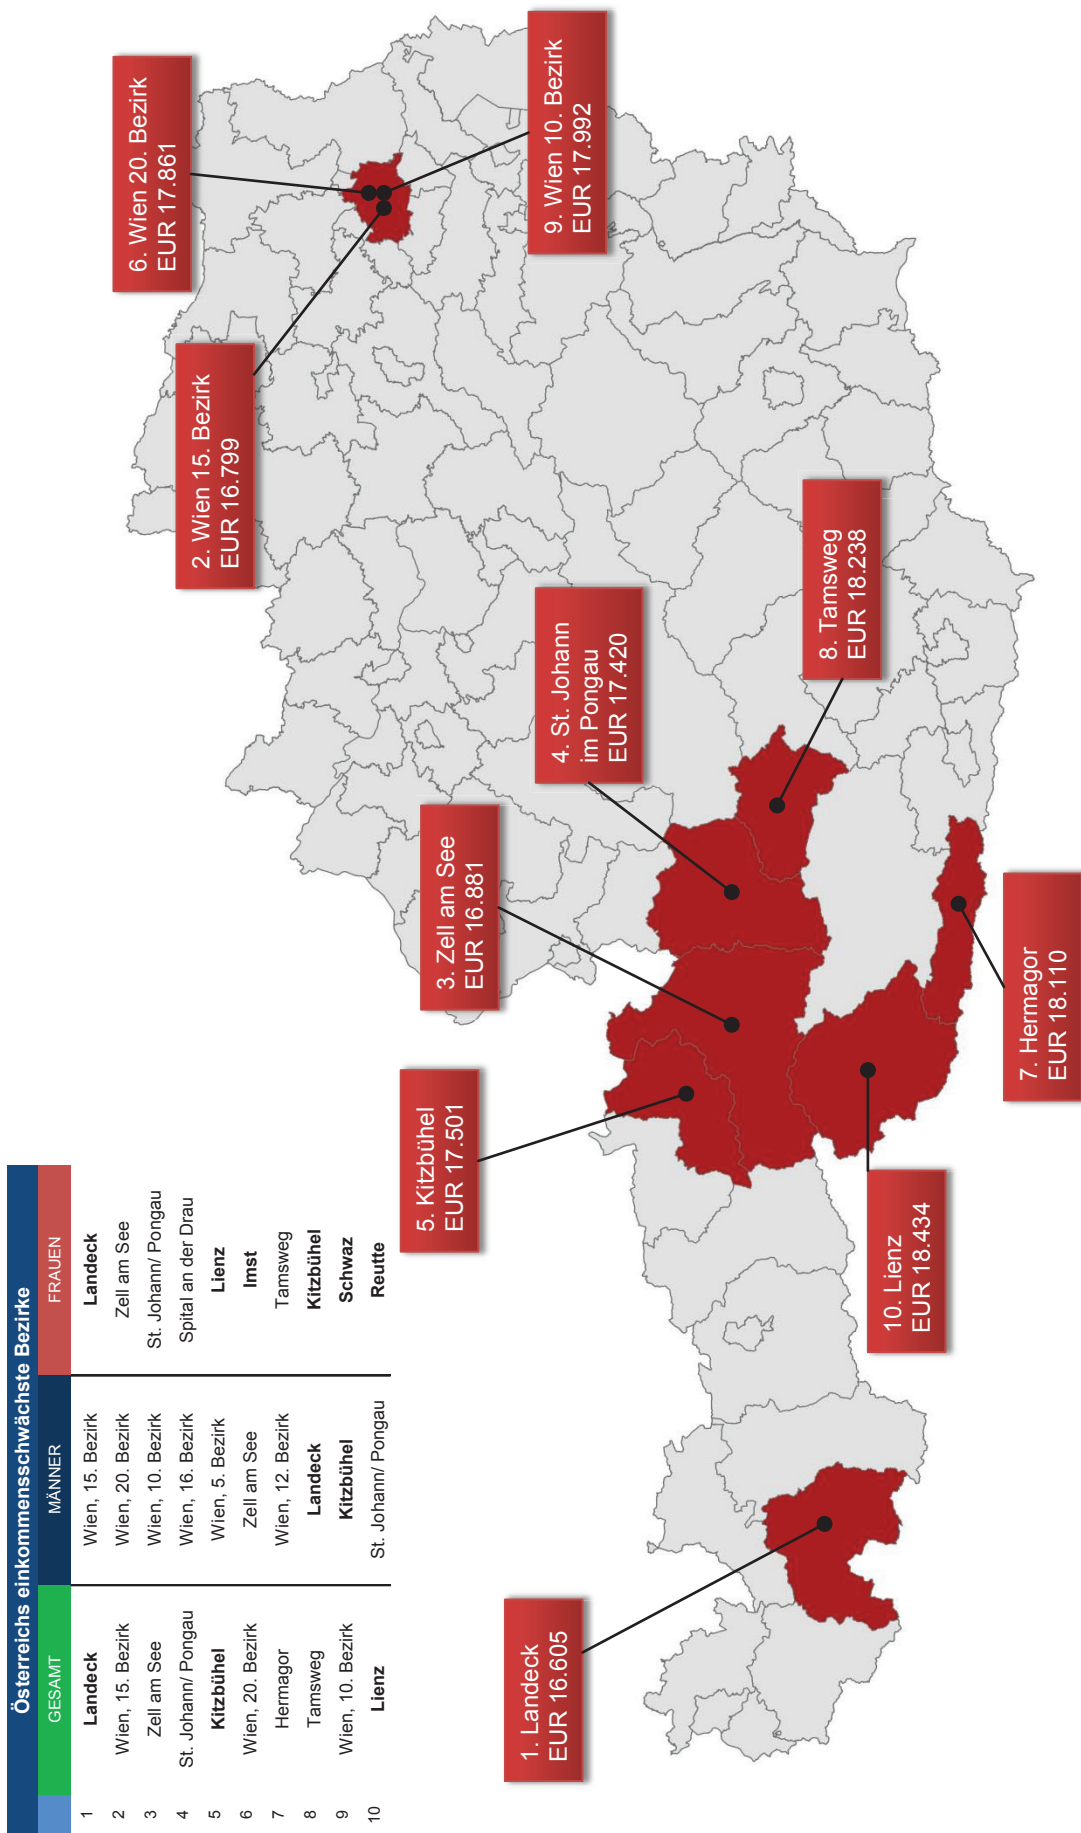 Österreichs einkommensschwächste Bezirke
GESAMT MÄNNER FRAUEN
1 Landeck Wien, 15. Bezirk Landeck
2 Wien, 15. Bezirk Wien, 20. Bezirk Zell am See
3 Zell am See Wien, 10. Bezirk St. Johann/ Pongau
4 St. Johann/ Pongau Wien, 16. Bezirk Spital an der Drau
5 Kitzbühel Wien, 5. Bezirk Lienz
6 Wien, 20. Bezirk Zell am See Imst
7 Hermagor Wien, 12. Bezirk Tamsweg
8 Tamsweg Landeck Kitzbühel
9 Wien, 10. Bezirk Kitzbühel Schwaz
10 Lienz St. Johann/ Pongau Reutte
6. Wien 20. Bezirk
EUR 17.861
2. Wien 15. Bezirk
EUR 16.799
9. Wien 10. Bezirk
EUR 17.992
4. St. Johann
im Pongau
EUR 17.420
3. Zell am See
EUR 16.881
5. Kitzbühel
EUR 17.501
8. Tamsweg
EUR 18.238
1. Landeck
EUR 16.605
10. Lienz
EUR 18.434
7. Hermagor
EUR 18.110